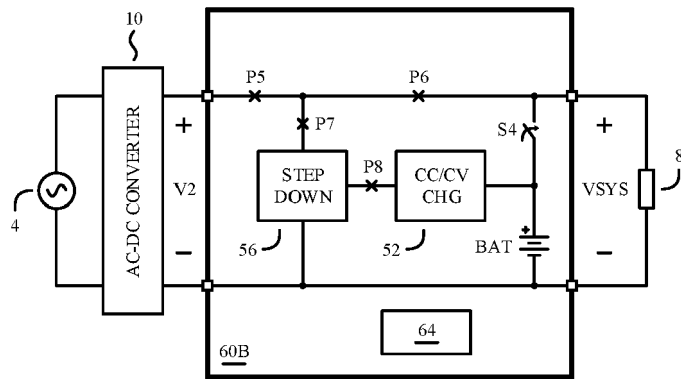 10
P5
P6
P7
S4
+
+
AC-DC CONVERTER
4
V2
STEP
DOWN
P8
CC/CV
CHG
VSYS
8
+
BAT
56
52
−
−
64
60B